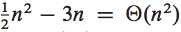 ½n² − 3n = Θ(n²)